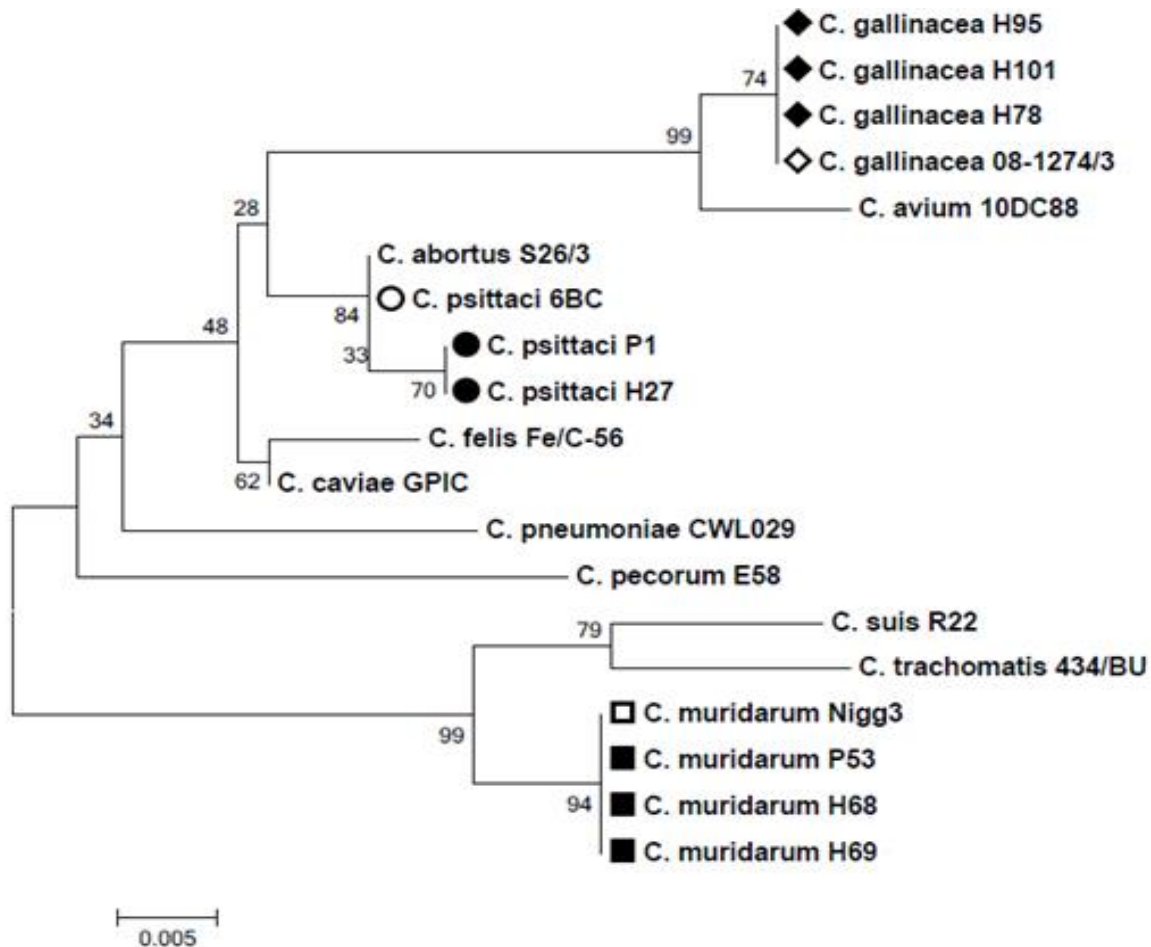 C. gallinacea H95
C. gallinacea H101
74
C. gallinacea H78
99
C. gallinacea 08-1274/3
C. avium 10DC88
28
C. abortus S26/3
C. psittaci 6BC
84
48
C. psittaci P1
33
70
C. psittaci H27
34
C. felis Fe/C-56
62
C. caviae GPIC
C. pneumoniae CWL029
C. pecorum E58
C. suis R22
79
C. trachomatis 434/BU
C. muridarum Nigg3
99
C. muridarum P53
94
C. muridarum H68
C. muridarum H69
0.005